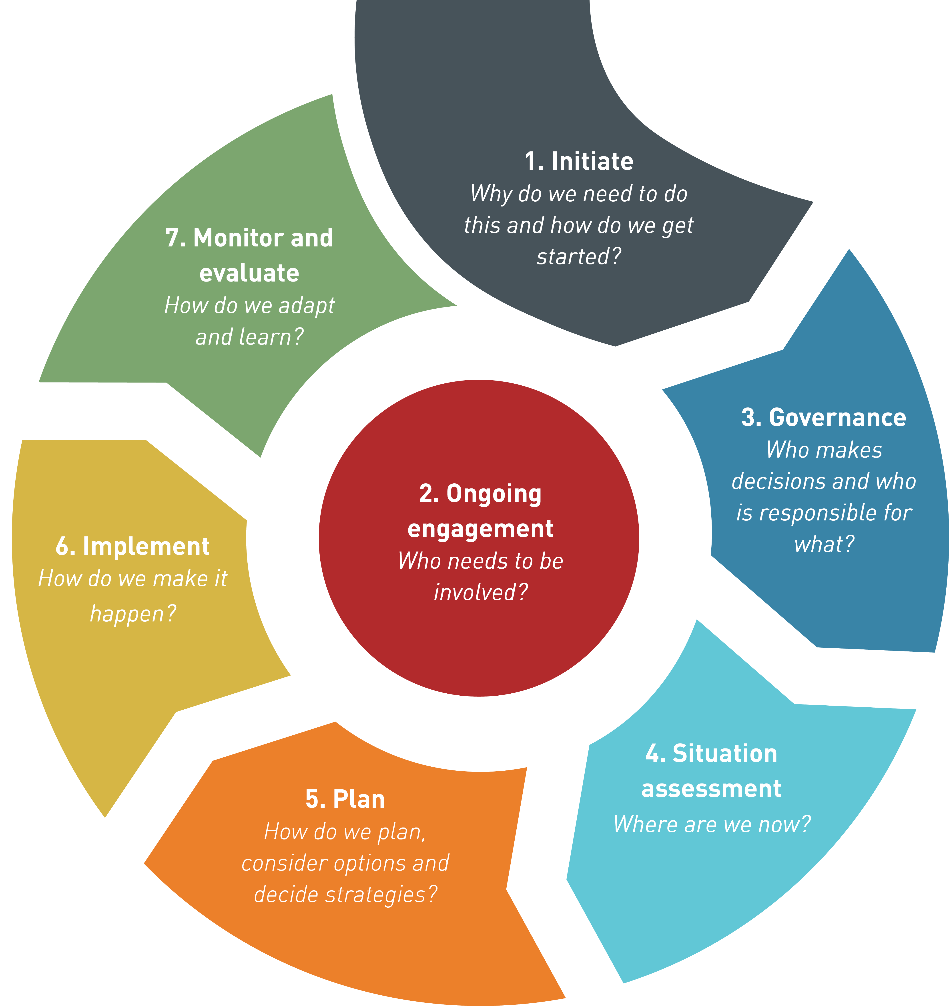 1. Initiate
Why do we need to do
this and how do we get
started?
2. Ongoing
engagement
Who needs to be
involved?
3. Governance
Who makes
decisions and who
is responsible for
what?
4. Situation
assessment
Where are we now?
5. Plan
How do we plan,
consider options and
decide strategies?
6. Implement
How do we make it
happen?
7. Monitor and
evaluate
How do we adapt
and learn?